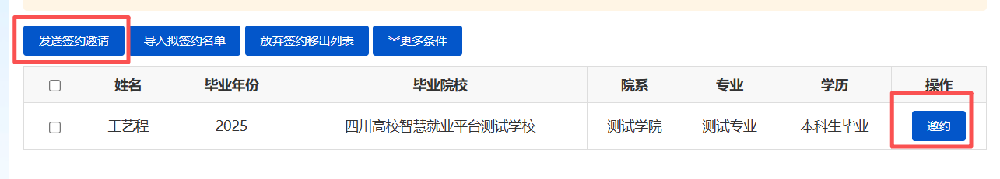 发送签约邀请 导入拟签约名单 放弃签约移出列表 更多条件
姓名 毕业年份 毕业院校 院系 专业 学历 操作
王艺程 2025 四川高校智慧就业平台测试学校 测试学院 测试专业 本科生毕业 邀约